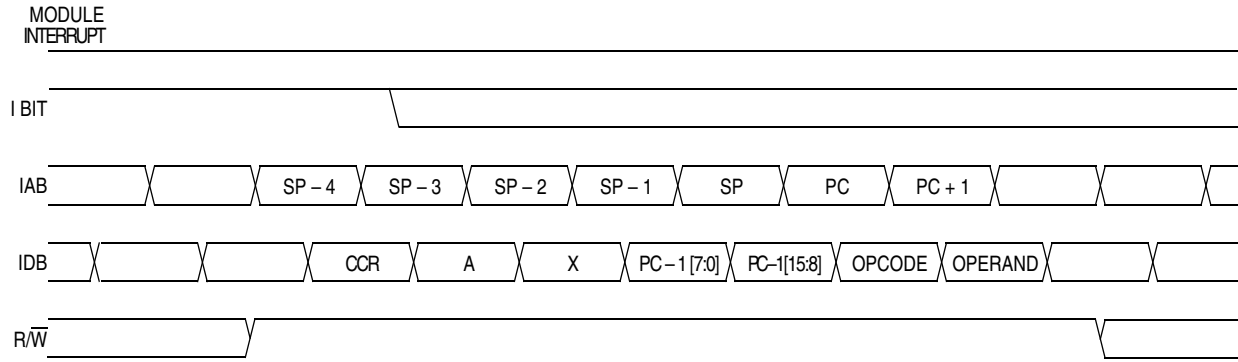 MODULE
INTERRUPT
I BIT
IAB SP – 4 SP – 3 SP – 2 SP – 1 SP PC PC + 1
IDB CCR A X PC – 1 [7:0] PC–1[15:8] OPCODE OPERAND
R/W̅